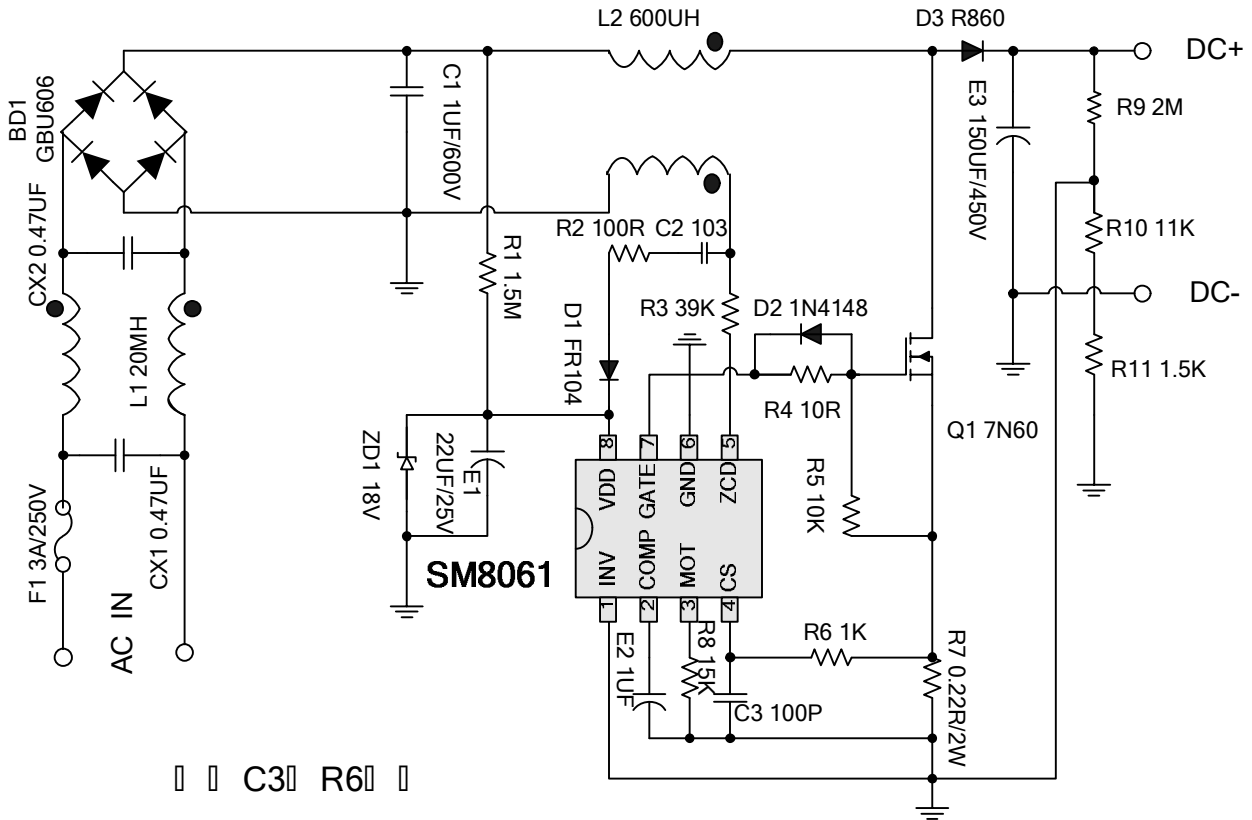 L2 600UH
D3 R860
DC+
BD1
GBU606
C1 1UF/600V
E3 150UF/450V
R9 2M
CX2 0.47UF
R2 100R
C2 103
R10 11K
R1 1.5M
DC-
L1 20MH
D1 FR104
R3 39K
D2 1N4148
R11 1.5K
R4 10R
Q1 7N60
ZD1 18V
22UF/25V
E1
8
7
6
5
VDD
GATE
GND
ZCD
R5 10K
F1 3A/250V
CX1 0.47UF
SM8061
INV
COMP
MOT
CS
1
2
3
4
AC IN
E2 1UF
R8 15K
R6 1K
R7 0.22R/2W
C3 100P
C3
R6